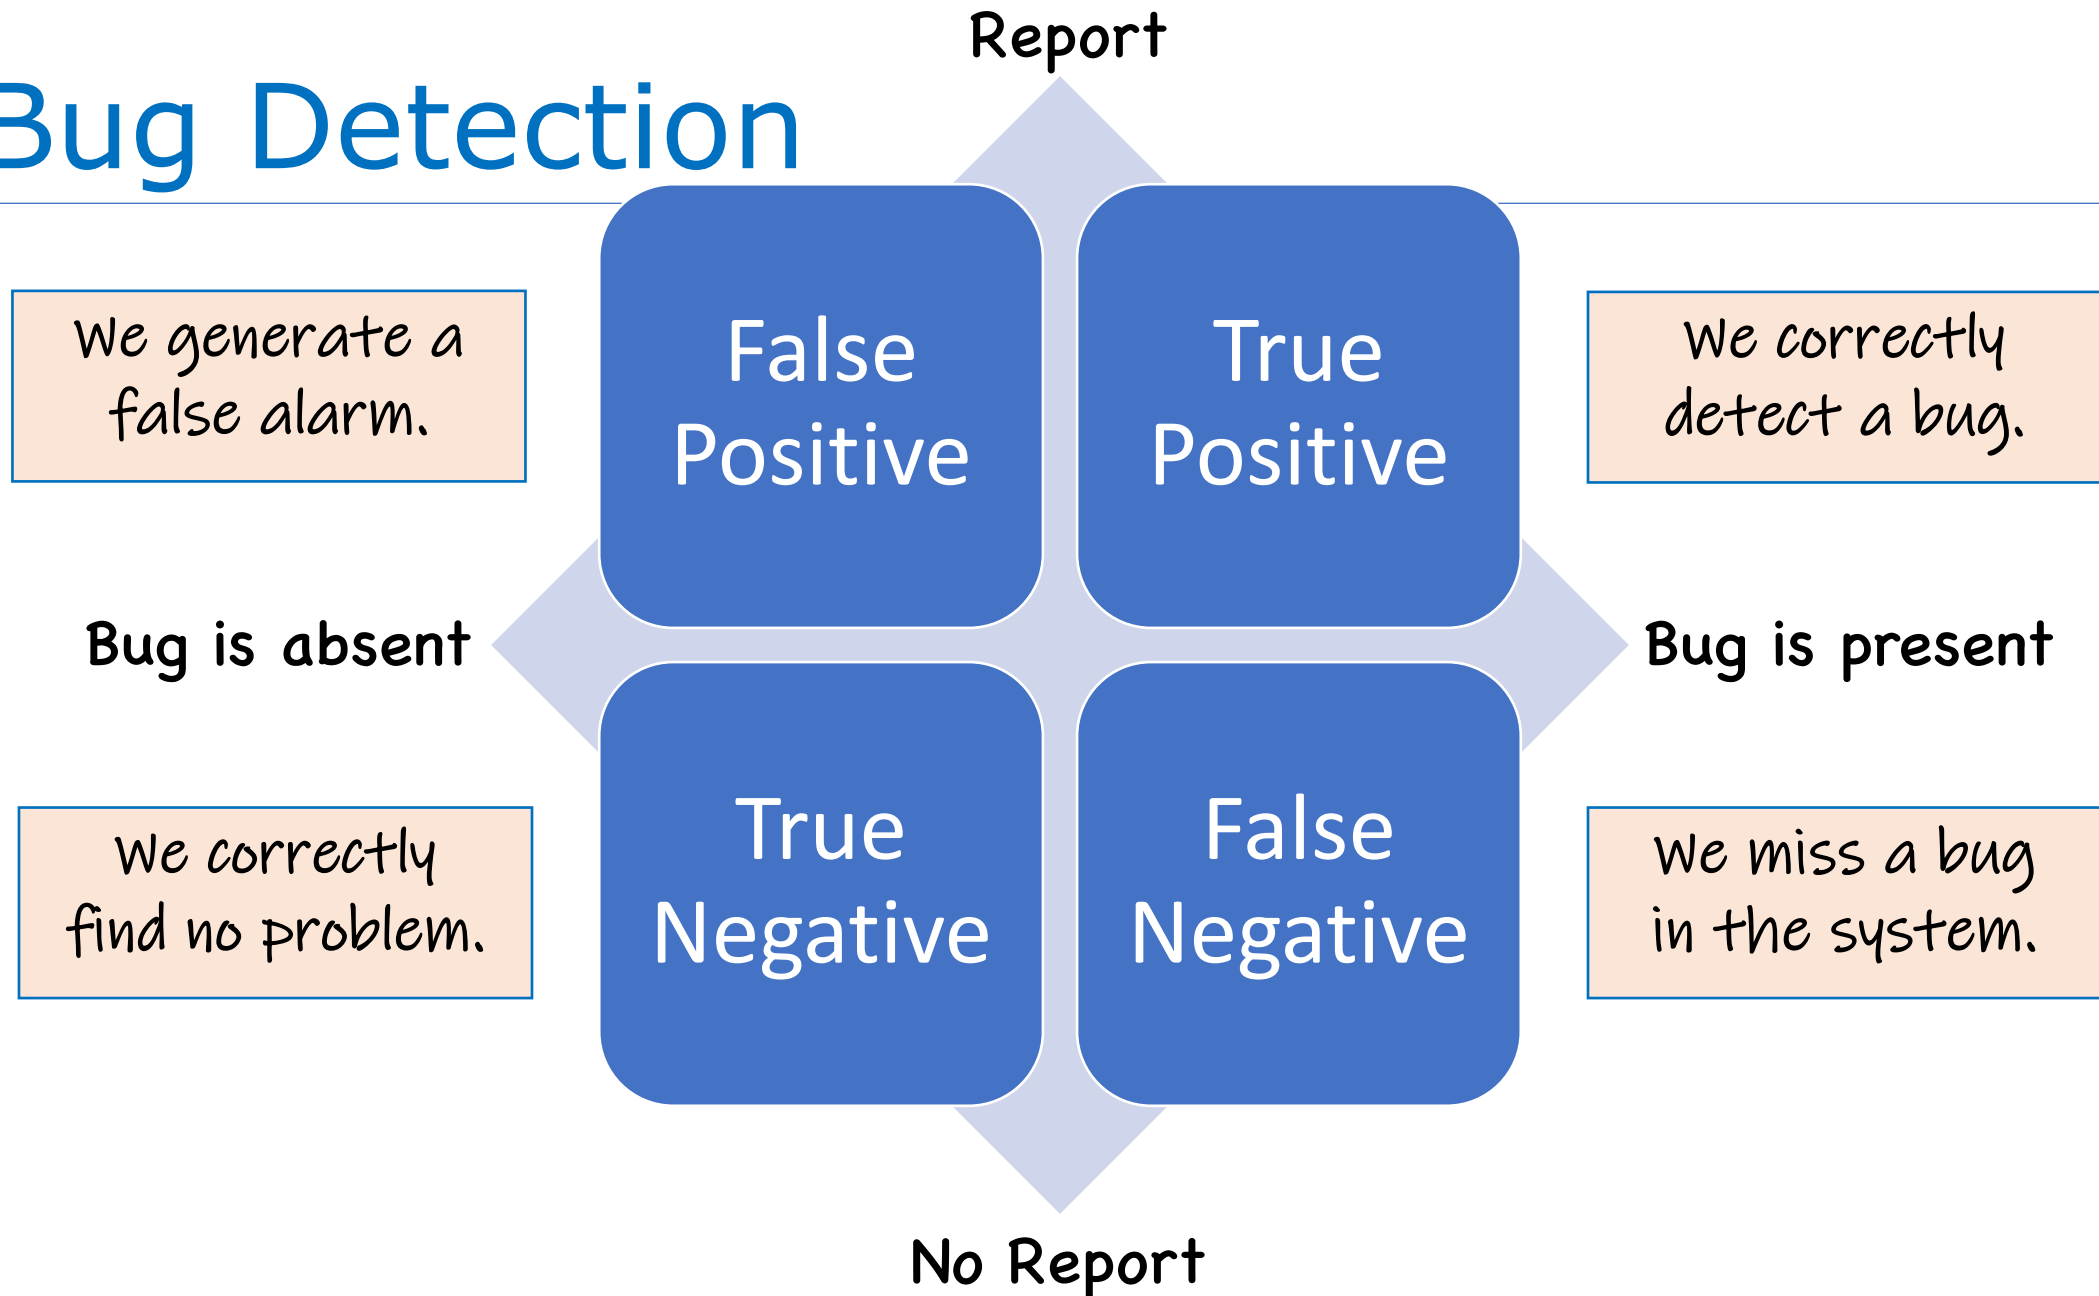 Report
Bug Detection
We generate a
false alarm.
False
Positive
True
Positive
We correctly
detect a bug.
Bug is absent
Bug is present
We correctly
find no problem.
True
Negative
False
Negative
We miss a bug
in the system.
No Report